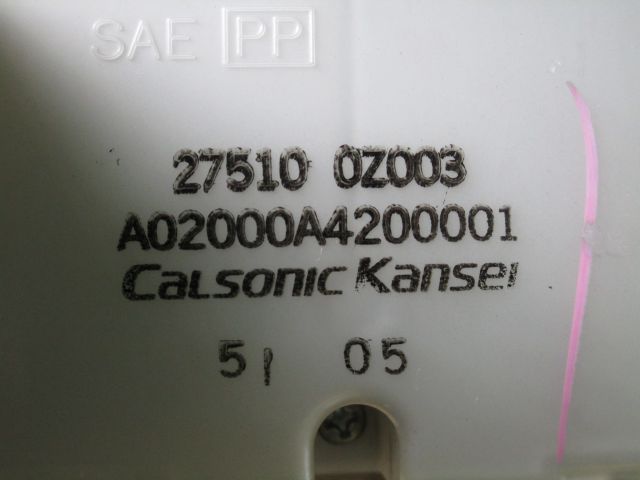 SAE PP
27510 0Z003
A02000A4200001
CALSONIC KANSEI
5, 05